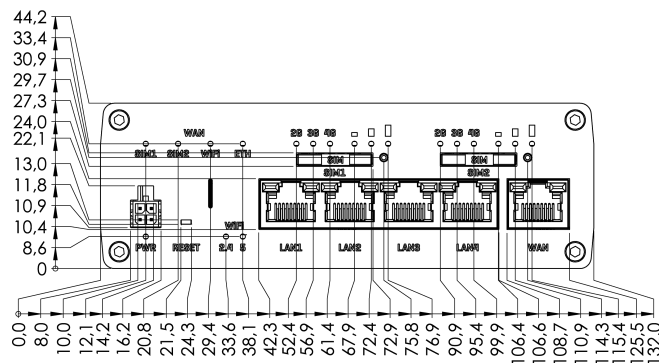 44,2
33,4
30,9
29,7
27,3
24,0
22,1
13,0
11,8
10,9
10,4
8,6
0
WAN
SIM1 SIM2 WIFI ETH
2G 3G 4G
SIM
SIM1
2G 3G 4G
SIM
SIM2
WIFI
PWR RESET 2.4 5 LAN1 LAN2 LAN3 LAN4 WAN
0,0 8,0 10,0 12,1 14,2 16,2 20,8 21,5 24,3 29,4 33,6 38,1 42,3 52,4 56,9 61,4 67,9 72,4 72,9 75,8 76,9 90,9 95,4 99,9 106,4 106,6 108,7 110,9 114,3 115,4 125,5 132,0